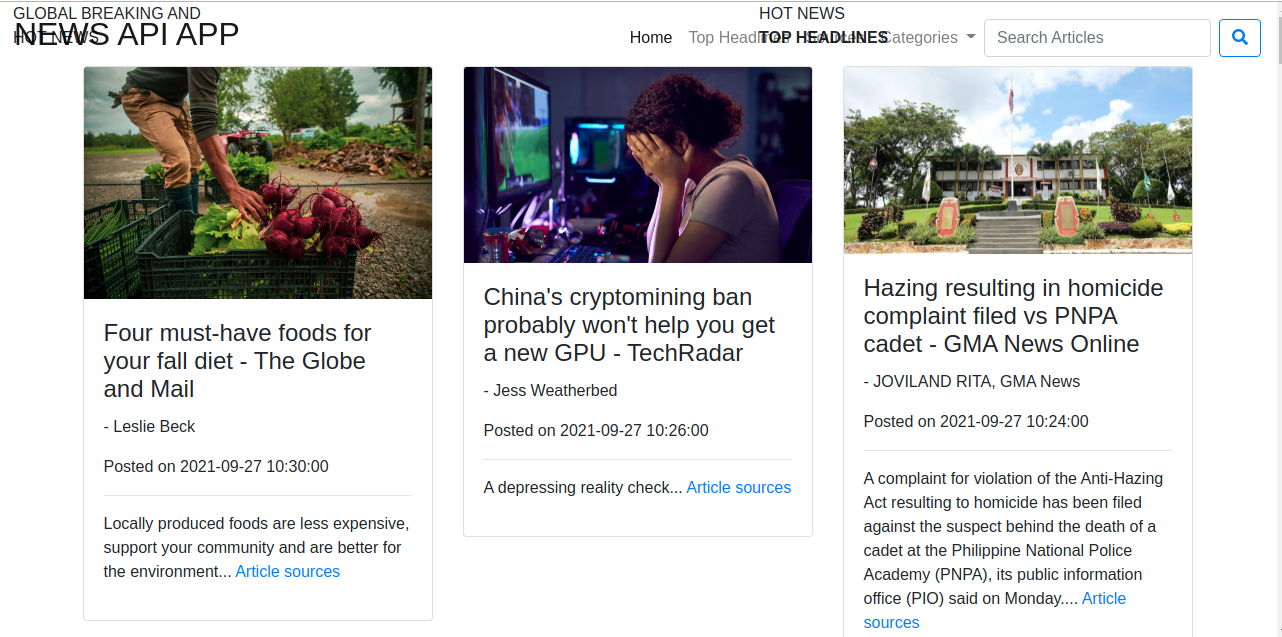 GLOBAL BREAKING AND
HOT NEWS
NEWS API APP
HOT NEWS
TOP HEADLINES
Home
Top Headlines
Sources
Categories
Search Articles
Four must-have foods for
your fall diet - The Globe
and Mail
- Leslie Beck
Posted on 2021-09-27 10:30:00
Locally produced foods are less expensive,
support your community and are better for
the environment... Article sources
China's cryptomining ban
probably won't help you get
a new GPU - TechRadar
- Jess Weatherbed
Posted on 2021-09-27 10:26:00
A depressing reality check... Article sources
Hazing resulting in homicide
complaint filed vs PNPA
cadet - GMA News Online
- JOVILAND RITA, GMA News
Posted on 2021-09-27 10:24:00
A complaint for violation of the Anti-Hazing
Act resulting to homicide has been filed
against the suspect behind the death of a
cadet at the Philippine National Police
Academy (PNPA), its public information
office (PIO) said on Monday.... Article
sources